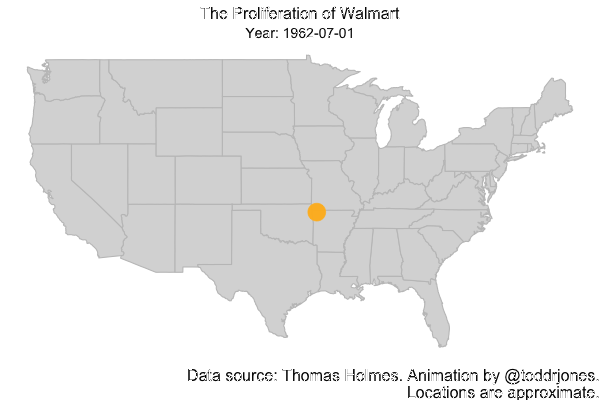 The Proliferation of Walmart
Year: 1962-07-01
Data source: Thomas Holmes. Animation by @toddrjones.
Locations are approximate.